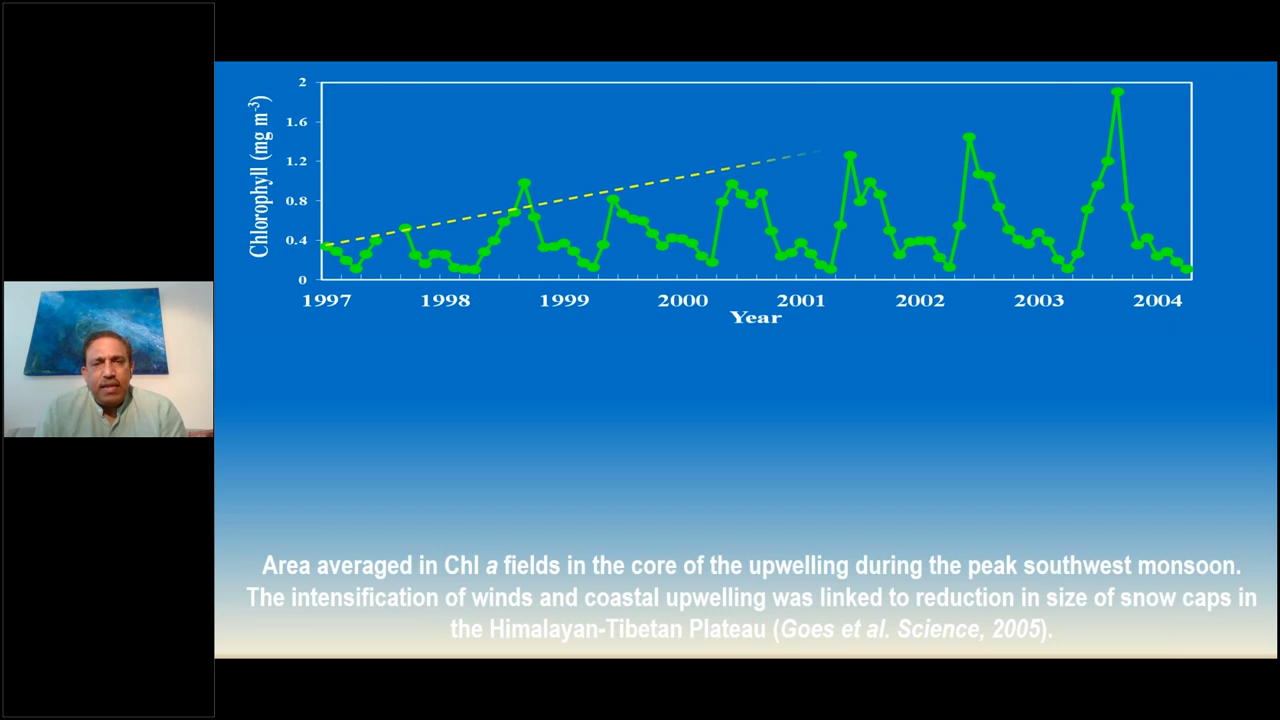 2
1.6
1.2
0.8
0.4
0
Chlorophyll (mg m-3)
1997 1998 1999 2000 2001 2002 2003 2004
Year
Area averaged in Chl a fields in the core of the upwelling during the peak southwest monsoon.
The intensification of winds and coastal upwelling was linked to reduction in size of snow caps in
the Himalayan-Tibetan Plateau (Goes et al. Science, 2005).